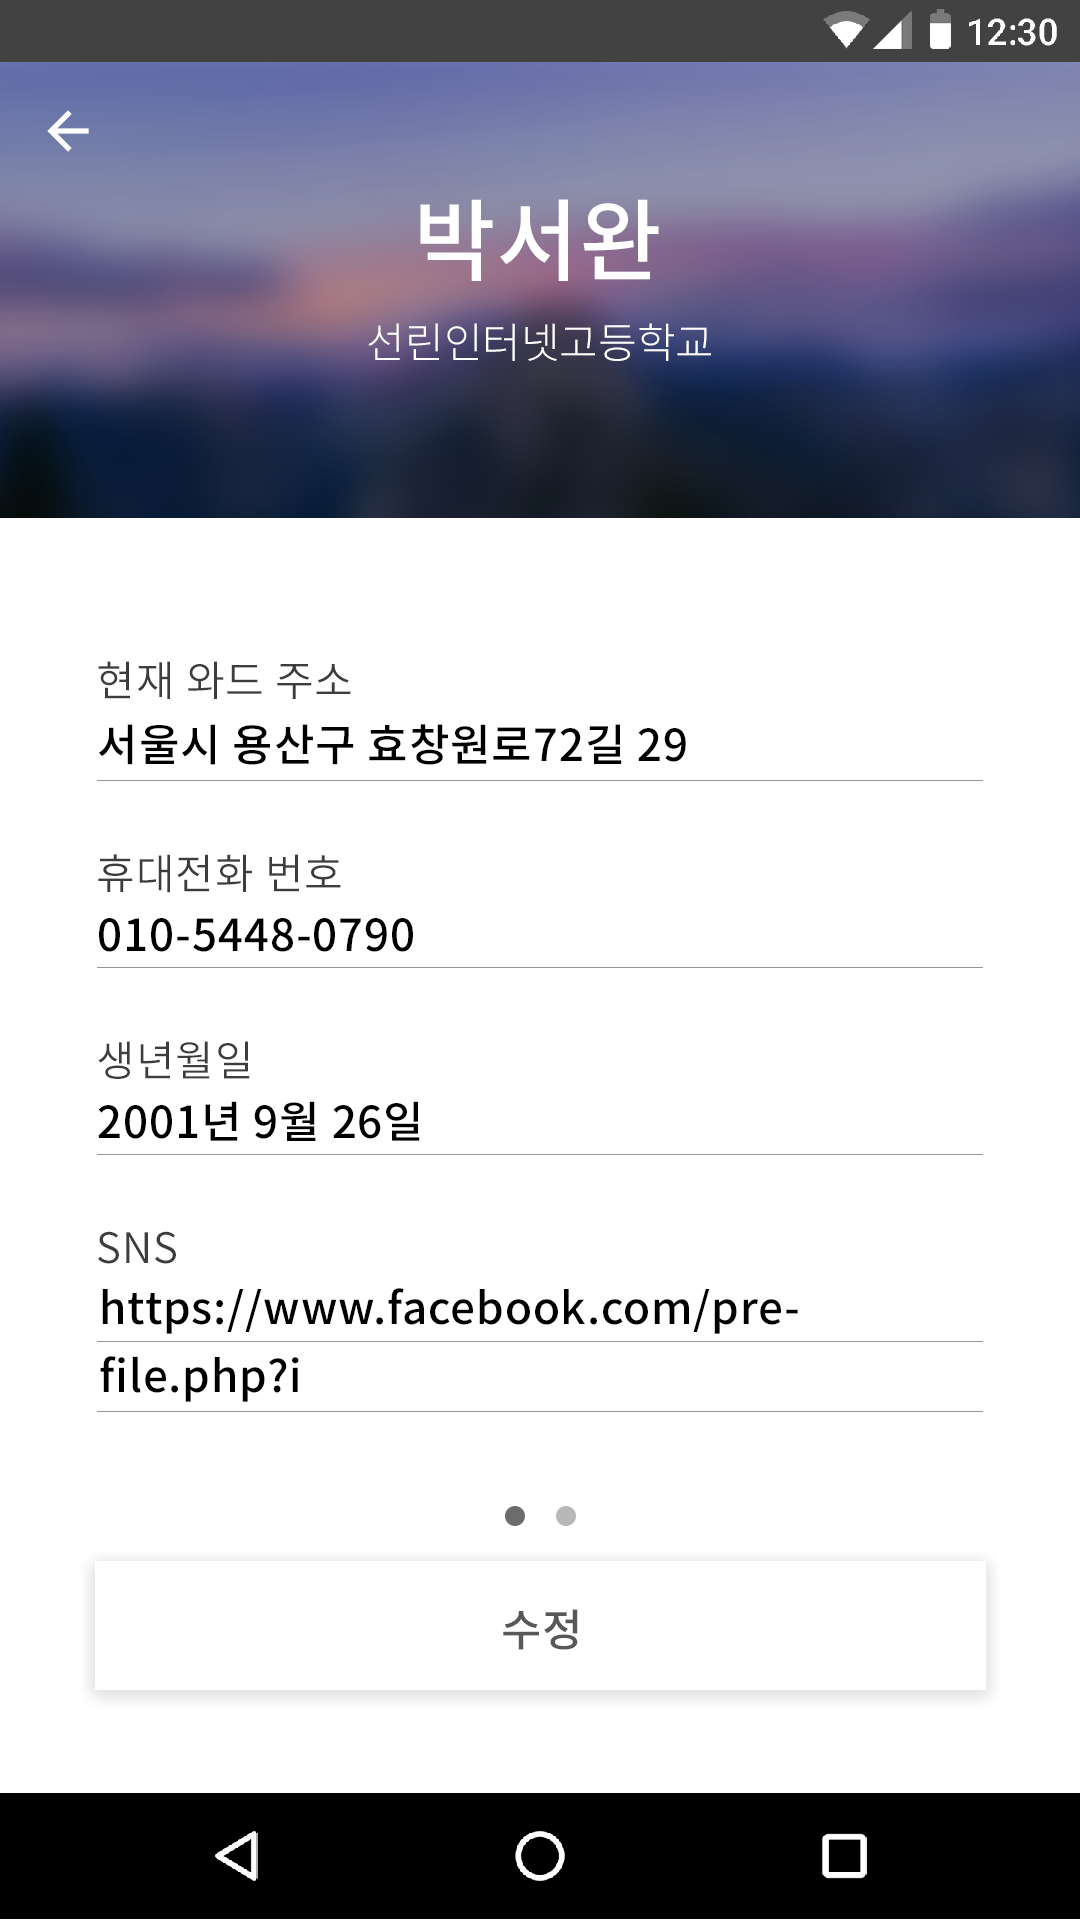 12:30
박서완
선린인터넷고등학교
현재 와드 주소
서울시 용산구 효창원로72길 29
휴대전화 번호
010-5448-0790
생년월일
2001년 9월 26일
SNS
https://www.facebook.com/pre-
file.php?i
수정